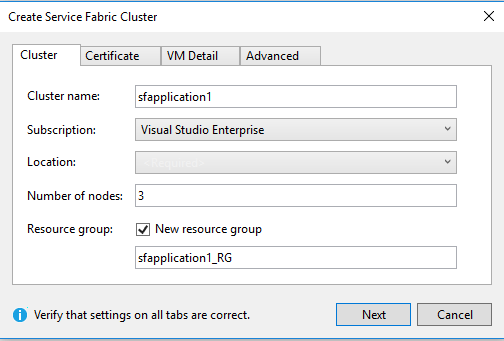 Create Service Fabric Cluster
Cluster Certificate VM Detail Advanced
Cluster name: sfapplication1
Subscription: Visual Studio Enterprise
Location: <Required>
Number of nodes: 3
Resource group: New resource group
sfapplication1_RG
Verify that settings on all tabs are correct. Next Cancel